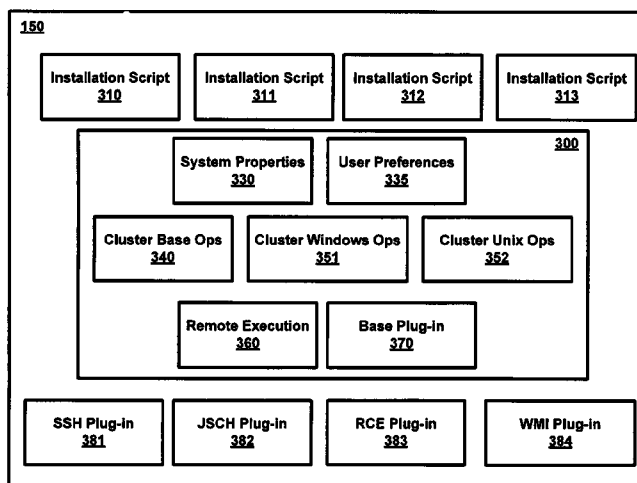 150
Installation Script
310
Installation Script
311
Installation Script
312
Installation Script
313
300
System Properties
330
User Preferences
335
Cluster Base Ops
340
Cluster Windows Ops
351
Cluster Unix Ops
352
Remote Execution
360
Base Plug-in
370
SSH Plug-in
381
JSCH Plug-in
382
RCE Plug-in
383
WMI Plug-in
384